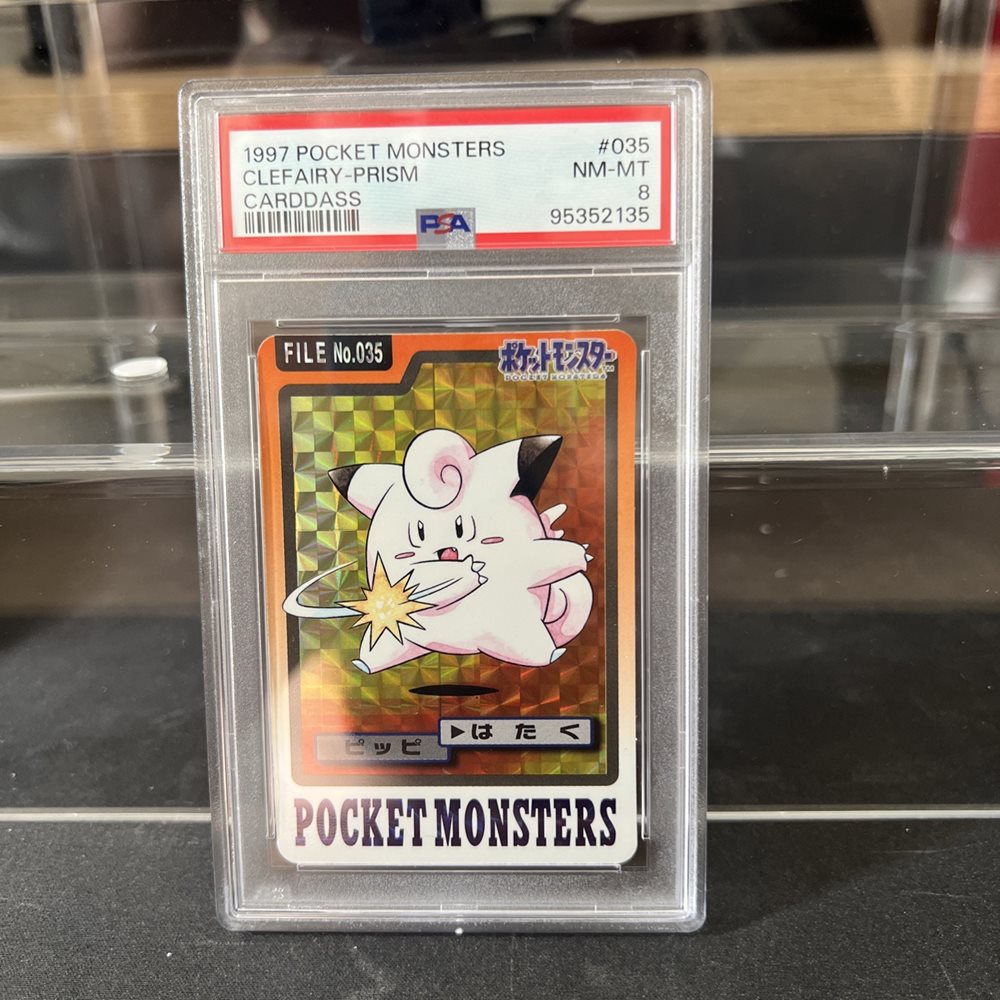 1997 POCKET MONSTERS #035
CLEFAIRY-PRISM NM-MT
CARDDASS 8
PSA 95352135
FILE No.035
ポケットモンスター
POCKET MONSTERS
▶はたく
ピッピ
POCKET MONSTERS